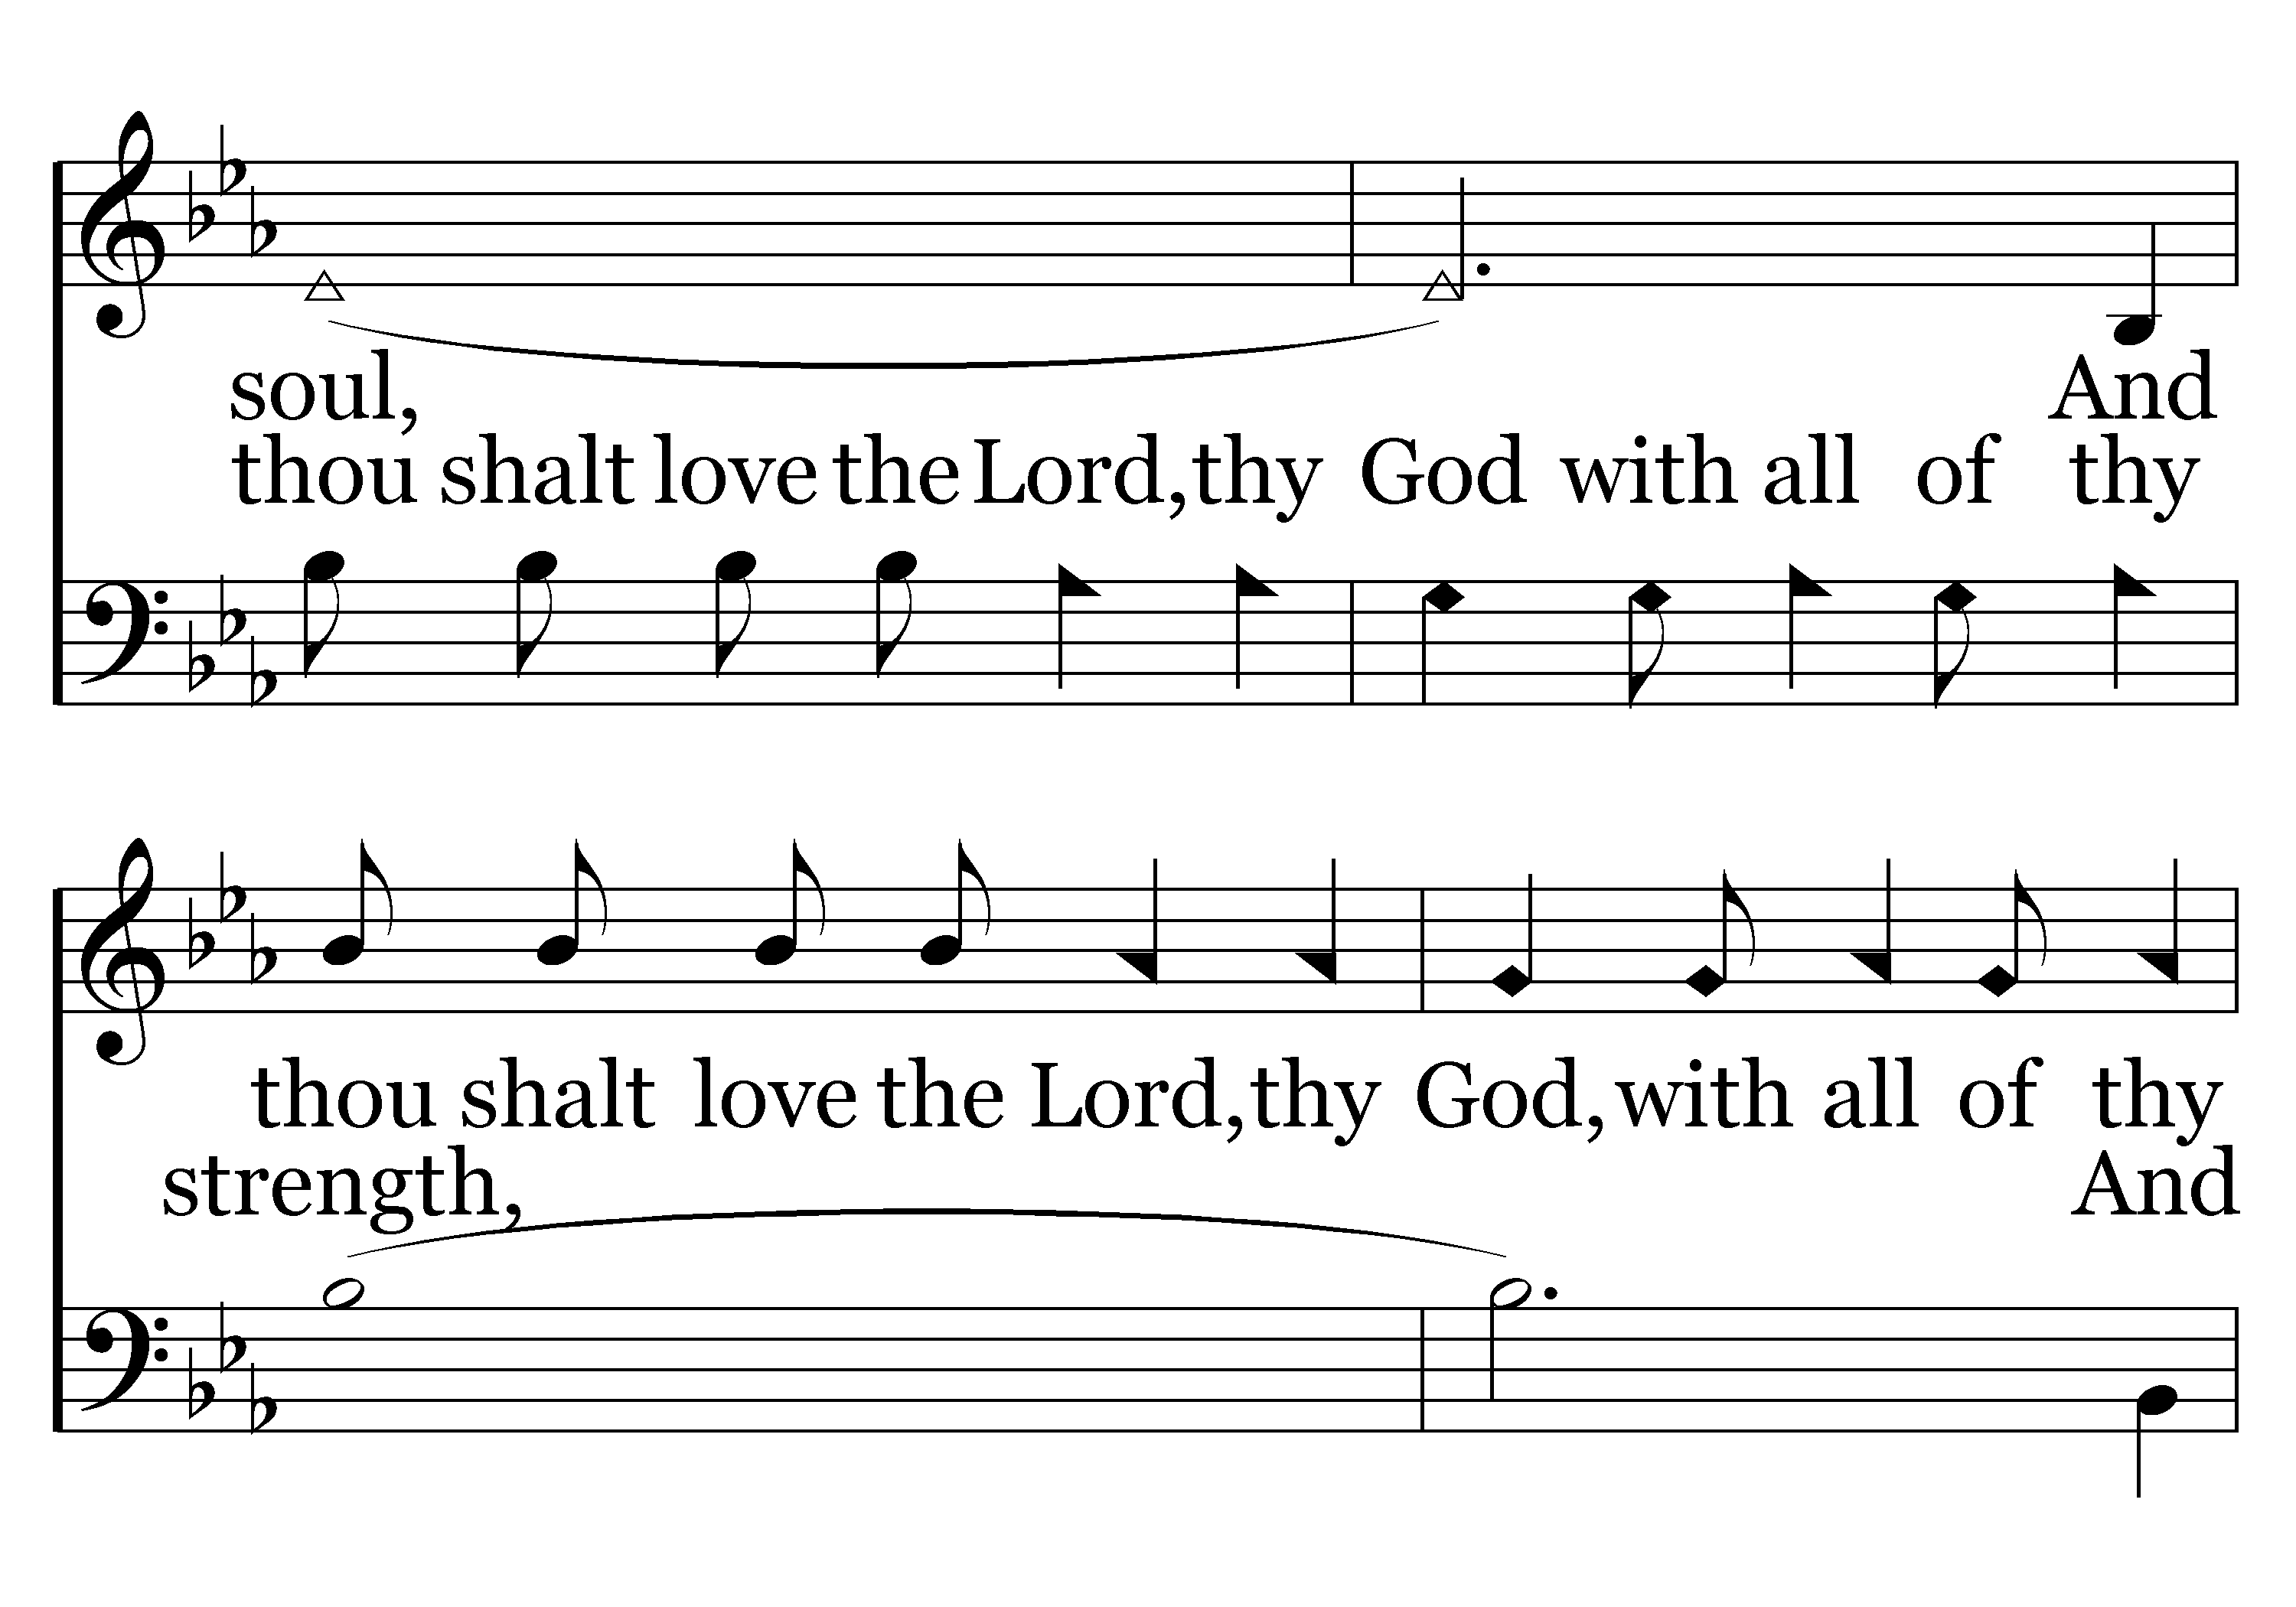 soul, And
thou shalt love the Lord, thy God with all of thy
thou shalt love the Lord, thy God, with all of thy
strength, And